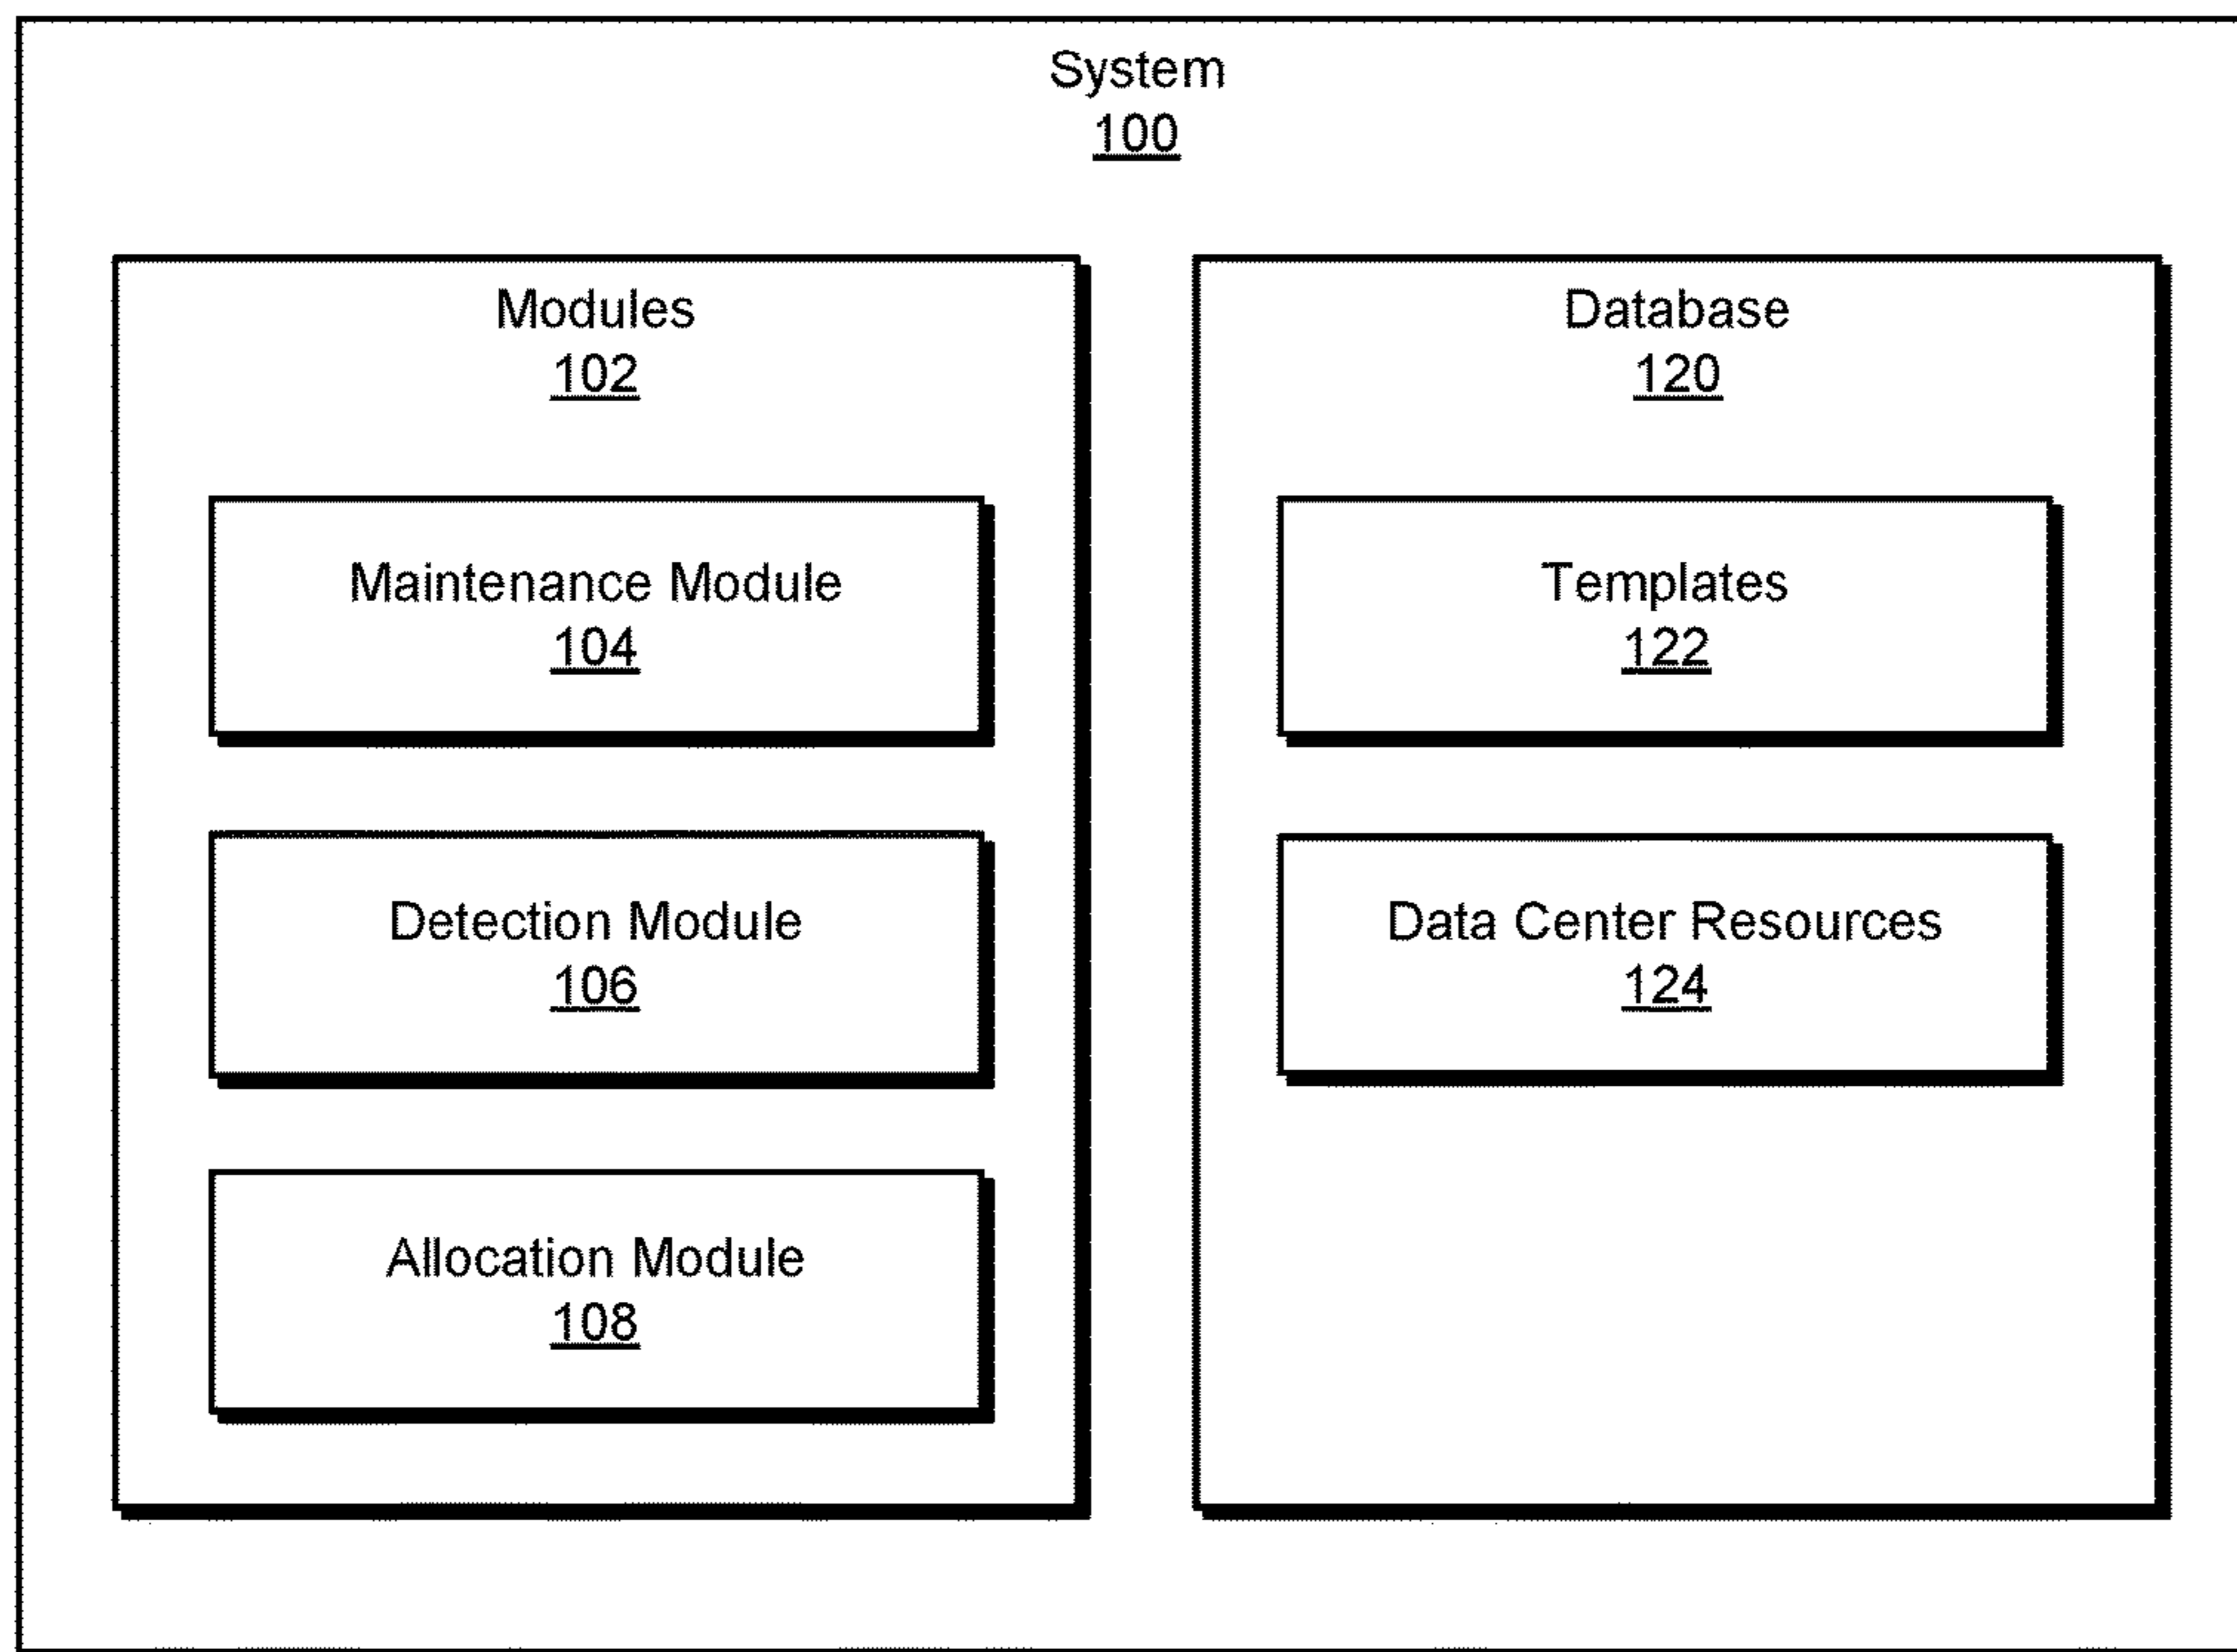 System
100
Modules
102
Maintenance Module
104
Detection Module
106
Allocation Module
108
Database
120
Templates
122
Data Center Resources
124